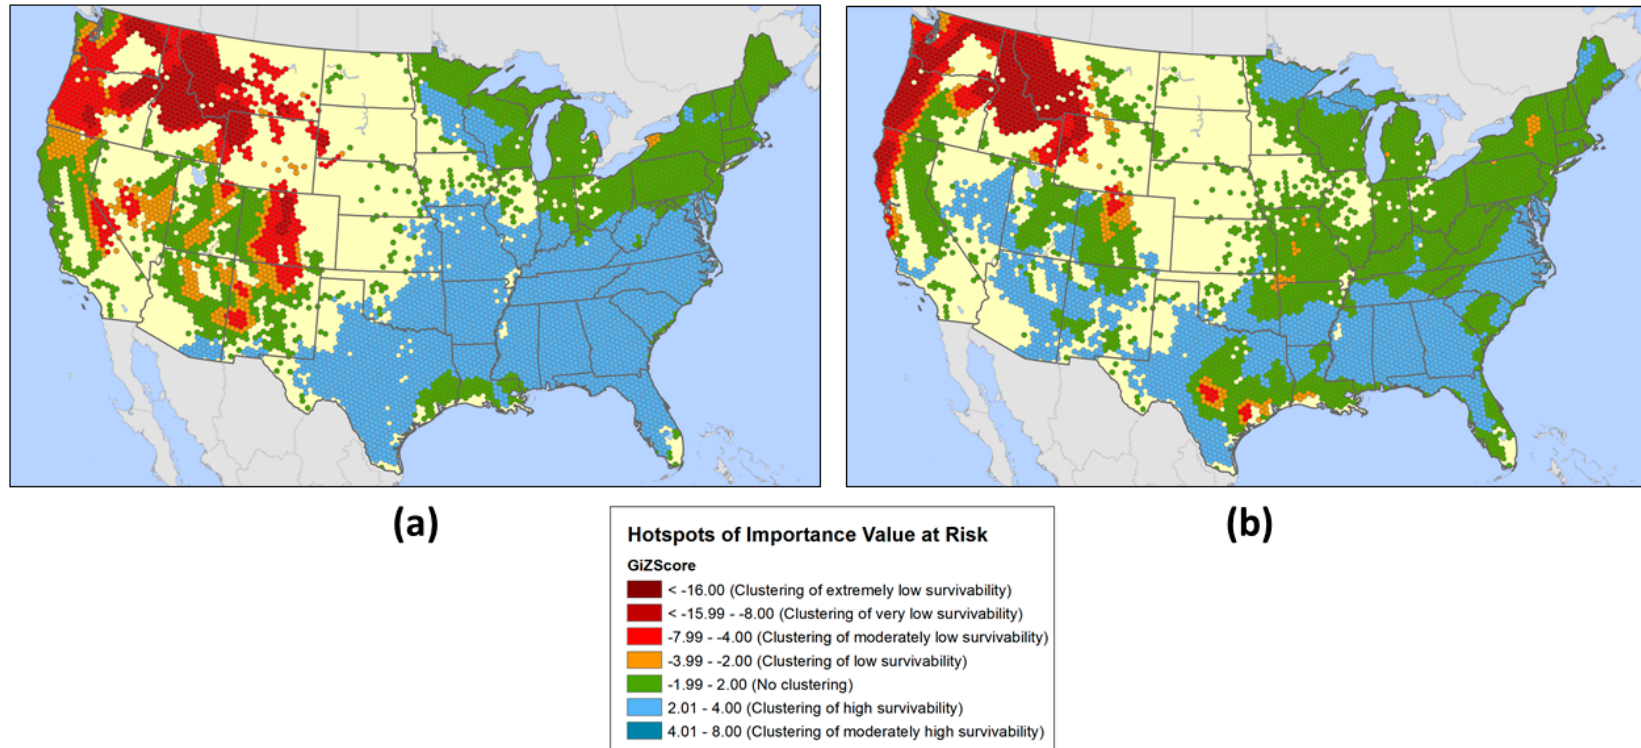 (a)
(b)
Hotspots of Importance Value at Risk
GiZScore
< -16.00 (Clustering of extremely low survivability)
< -15.99 - -8.00 (Clustering of very low survivability)
-7.99 - -4.00 (Clustering of moderately low survivability)
-3.99 - -2.00 (Clustering of low survivability)
-1.99 - 2.00 (No clustering)
2.01 - 4.00 (Clustering of high survivability)
4.01 - 8.00 (Clustering of moderately high survivability)